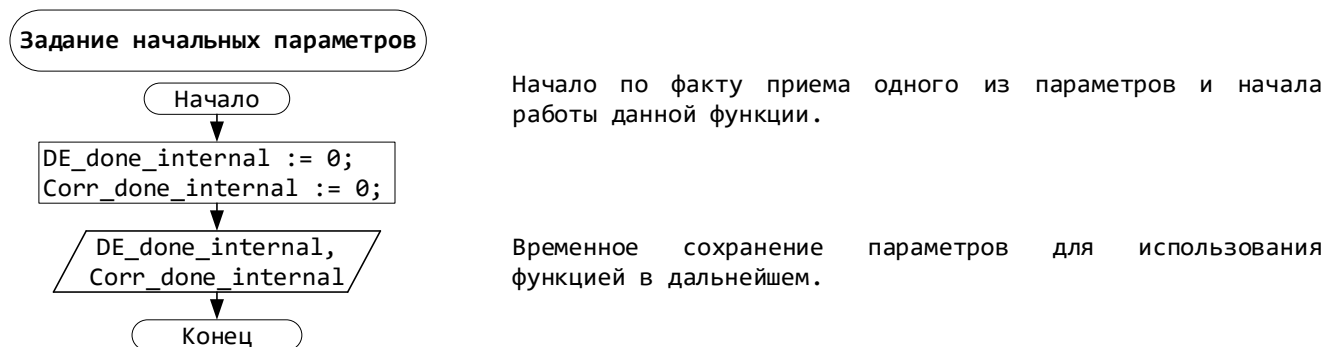 Задание начальных параметров
Начало
Начало по факту приема одного из параметров и начала
работы данной функции.
DE_done_internal := 0;
Corr_done_internal := 0;
DE_done_internal,
Corr_done_internal
Временное сохранение параметров для использования
функцией в дальнейшем.
Конец